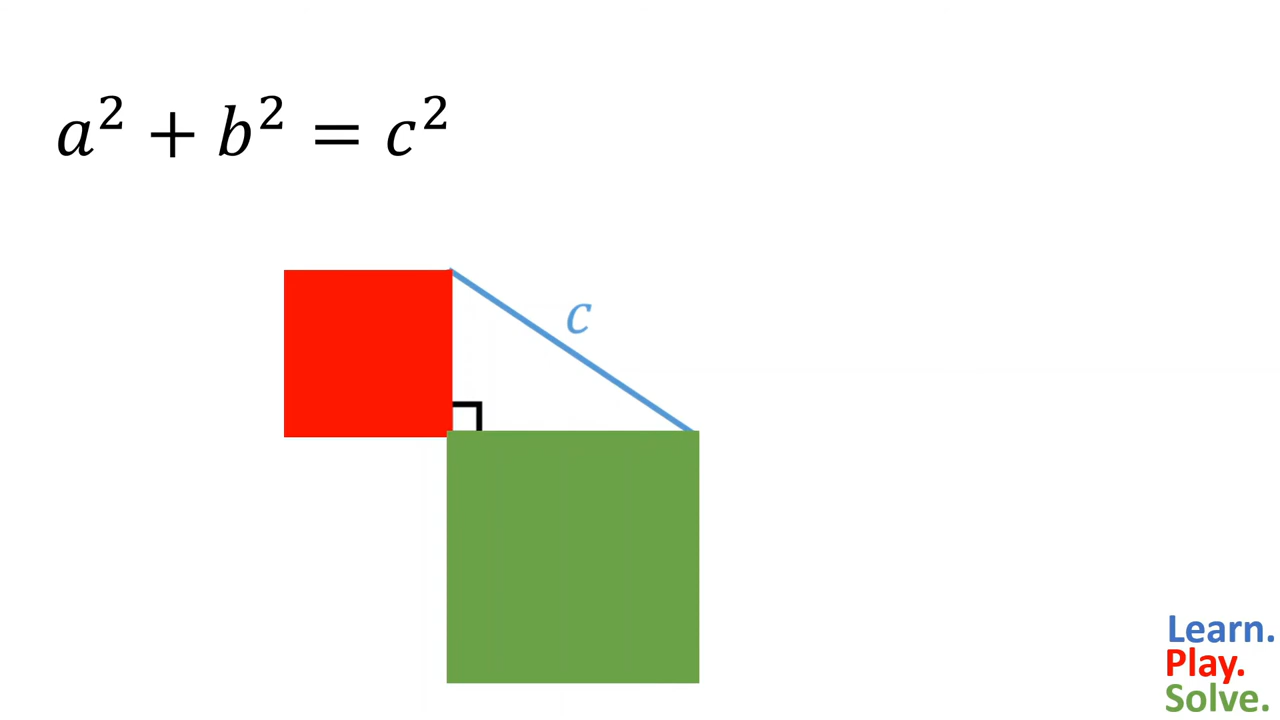 a² + b² = c²
c
Learn.
Play.
Solve.